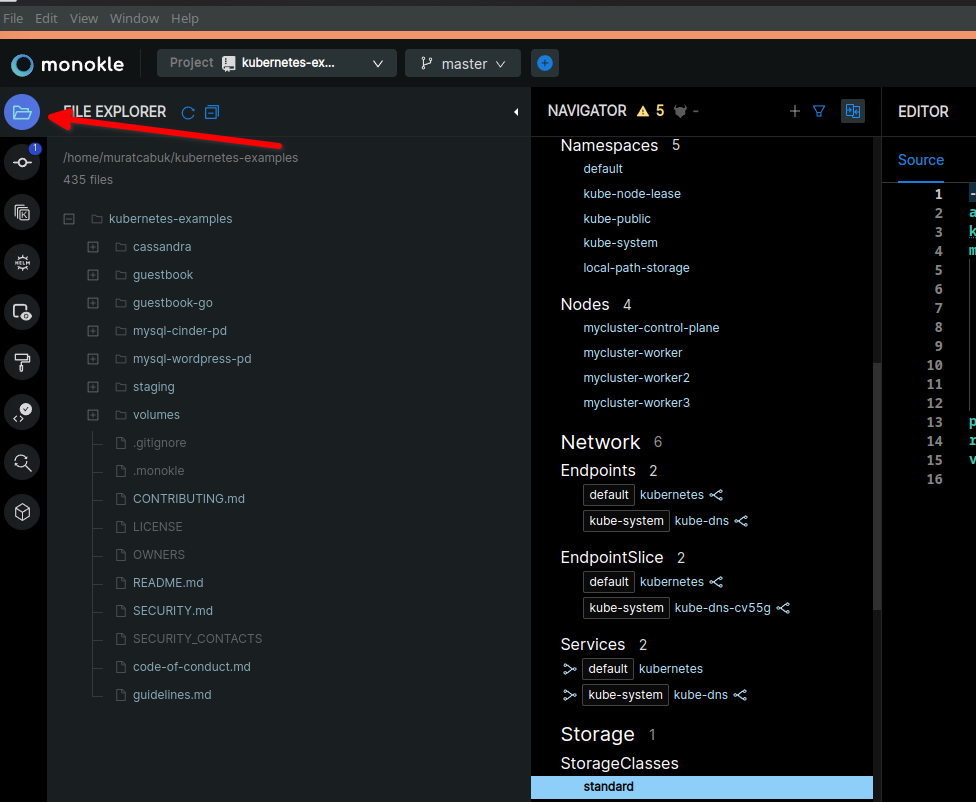 File Edit View Window Help
monokle
Project kubernetes-ex...
master
FILE EXPLORER
/home/muratcabuk/kubernetes-examples
435 files
1
HELM
kubernetes-examples
cassandra
guestbook
guestbook-go
mysql-cinder-pd
mysql-wordpress-pd
staging
volumes
.gitignore
.monokle
CONTRIBUTING.md
LICENSE
OWNERS
README.md
SECURITY.md
SECURITY_CONTACTS
code-of-conduct.md
guidelines.md
NAVIGATOR 5 -
Namespaces 5
default
kube-node-lease
kube-public
kube-system
local-path-storage
Nodes 4
mycluster-control-plane
mycluster-worker
mycluster-worker2
mycluster-worker3
Network 6
Endpoints 2
default kubernetes
kube-system kube-dns
EndpointSlice 2
default kubernetes
kube-system kube-dns-cv55g
Services 2
default kubernetes
kube-system kube-dns
Storage 1
StorageClasses
standard
EDITOR
Source
1 -
2 a
3 k
4 m
5
6
7
8
9
10
11
12
13 p
14 r
15 v
16